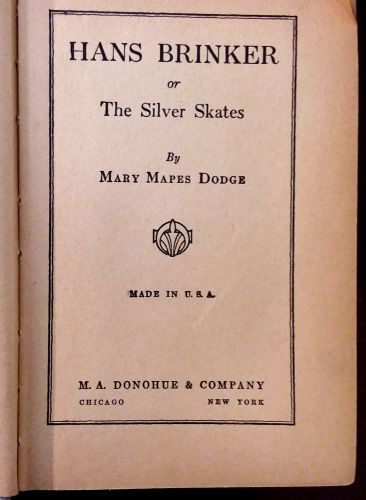 HANS BRINKER
or
The Silver Skates
By
MARY MAPES DODGE
MADE IN U. S. A.
M. A. DONOHUE & COMPANY
CHICAGO NEW YORK